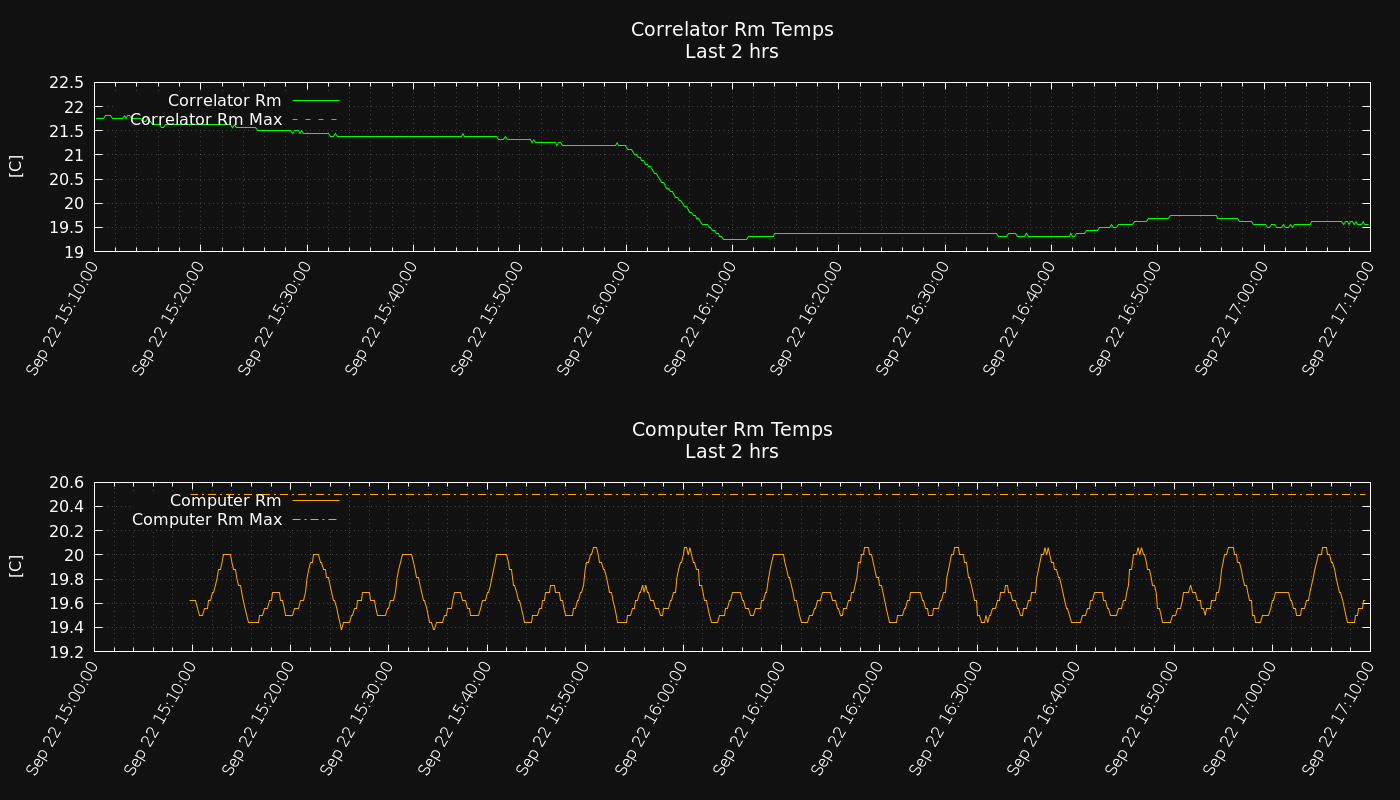 Correlator Rm Temps
Last 2 hrs
22.5
22
21.5
21
20.5
20
19.5
19
[C]
Correlator Rm
Correlator Rm Max
Sep 22 15:10:00
Sep 22 15:20:00
Sep 22 15:30:00
Sep 22 15:40:00
Sep 22 15:50:00
Sep 22 16:00:00
Sep 22 16:10:00
Sep 22 16:20:00
Sep 22 16:30:00
Sep 22 16:40:00
Sep 22 16:50:00
Sep 22 17:00:00
Sep 22 17:10:00
Computer Rm Temps
Last 2 hrs
20.6
20.4
20.2
20
19.8
19.6
19.4
19.2
[C]
Computer Rm
Computer Rm Max
Sep 22 15:00:00
Sep 22 15:10:00
Sep 22 15:20:00
Sep 22 15:30:00
Sep 22 15:40:00
Sep 22 15:50:00
Sep 22 16:00:00
Sep 22 16:10:00
Sep 22 16:20:00
Sep 22 16:30:00
Sep 22 16:40:00
Sep 22 16:50:00
Sep 22 17:00:00
Sep 22 17:10:00